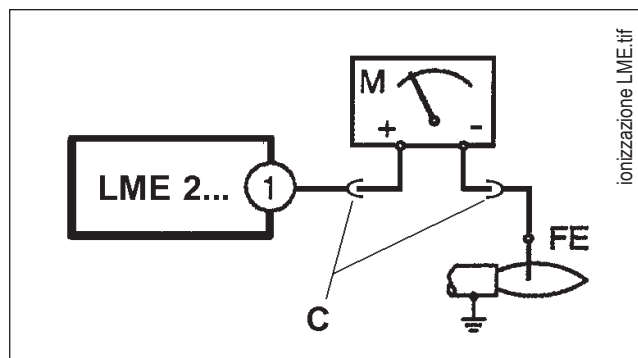 M
+ -
LME 2... 1
FE
C
ionizzazione LME.tif